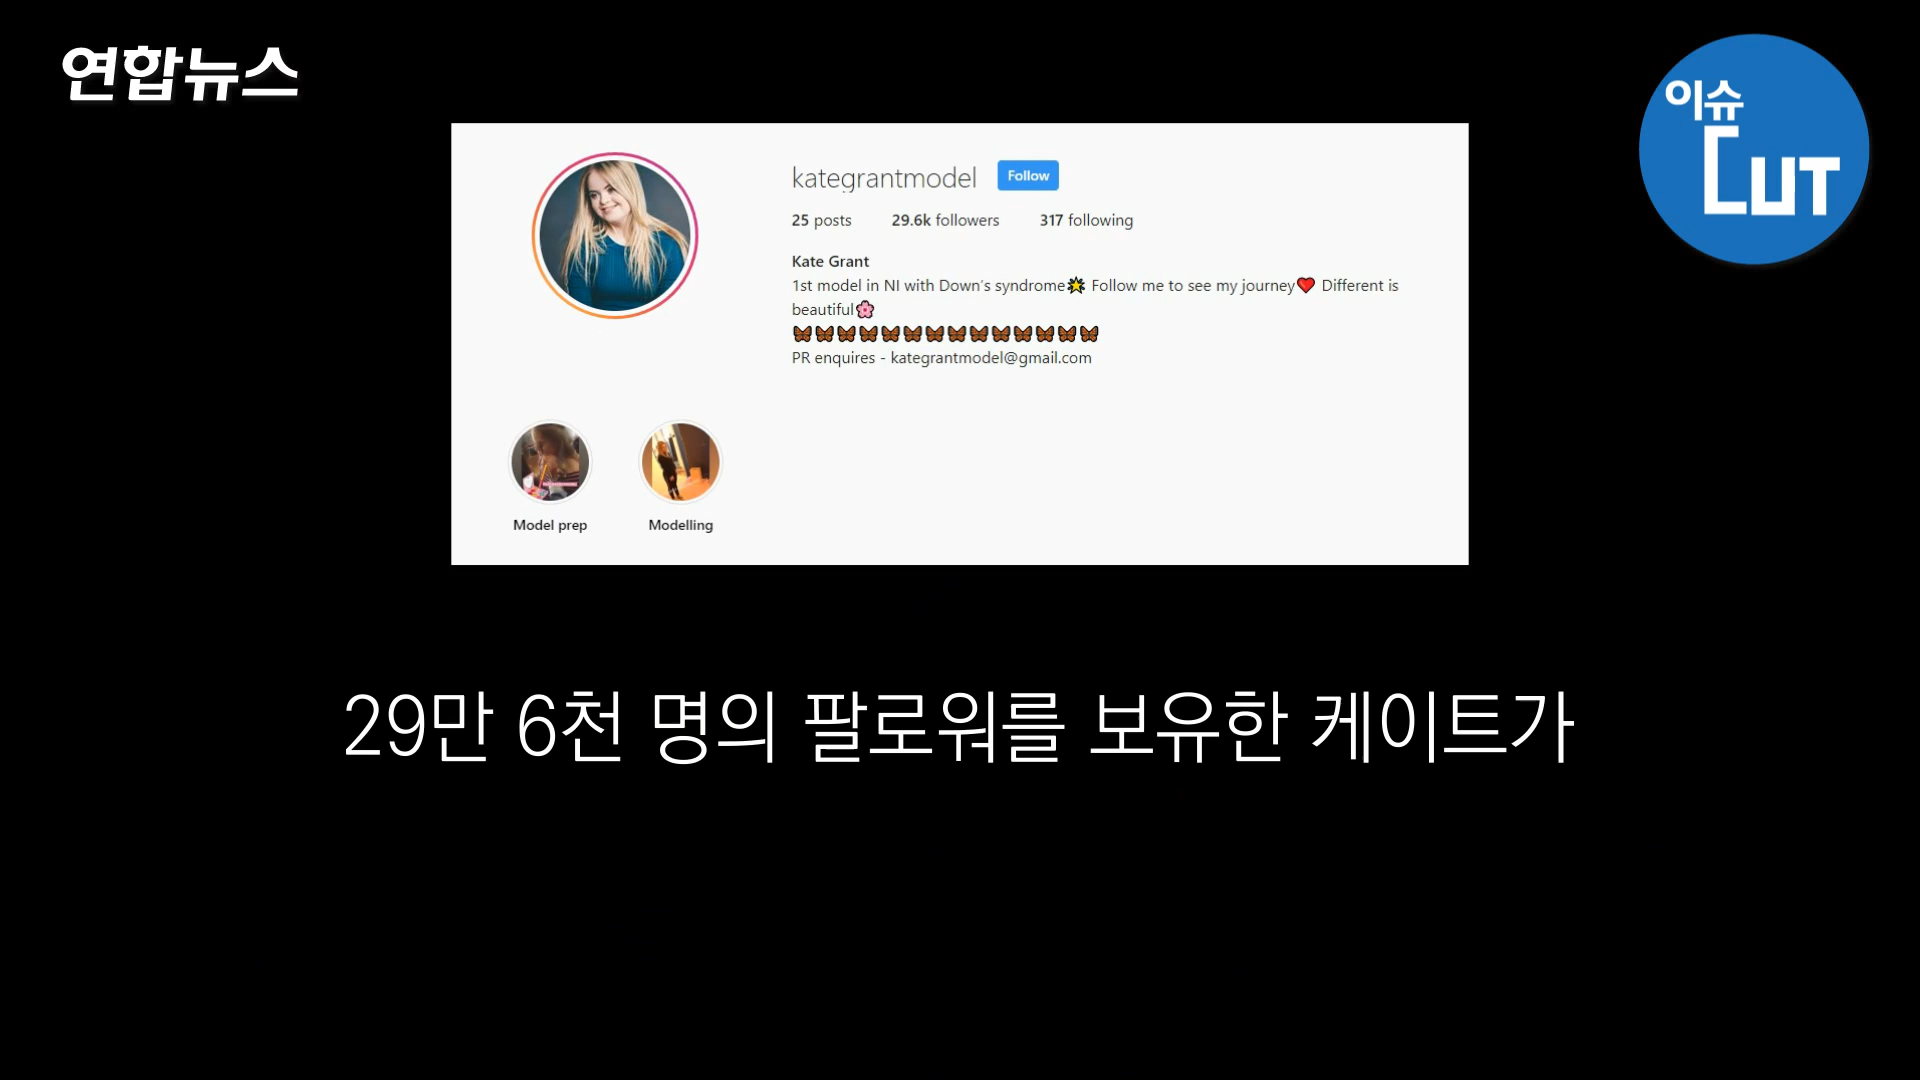 연합뉴스
이슈
CUT
kategrantmodel Follow
25 posts 29.6k followers 317 following
Kate Grant
1st model in NI with Down's syndrome🌟 Follow me to see my journey❤️ Different is
beautiful🌸
🦋🦋🦋🦋🦋🦋🦋🦋🦋🦋🦋🦋🦋🦋
PR enquires - kategrantmodel@gmail.com
Model prep Modelling
29만 6천 명의 팔로워를 보유한 케이트가